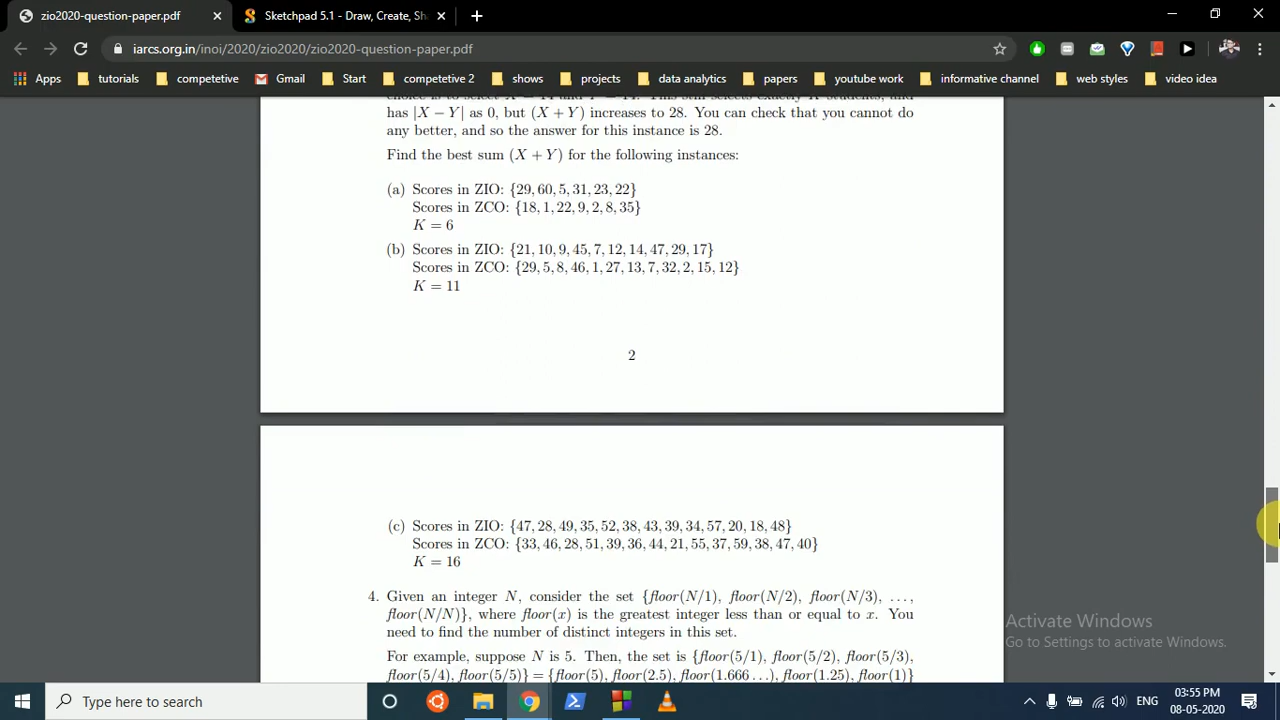 zio2020-question-paper.pdf
Sketchpad 5.1 - Draw, Create, Sha
iarcs.org.in/inoi/2020/zio2020/zio2020-question-paper.pdf
Apps tutorials competetive Gmail Start competetive 2 shows projects data analytics papers youtube work informative channel web styles video idea
has |X − Y| as 0, but (X + Y) increases to 28. You can check that you cannot do
any better, and so the answer for this instance is 28.
Find the best sum (X + Y) for the following instances:
(a) Scores in ZIO: {29, 60, 5, 31, 23, 22}
Scores in ZCO: {18, 1, 22, 9, 2, 8, 35}
K = 6
(b) Scores in ZIO: {21, 10, 9, 45, 7, 12, 14, 47, 29, 17}
Scores in ZCO: {29, 5, 8, 46, 1, 27, 13, 7, 32, 2, 15, 12}
K = 11
2
(c) Scores in ZIO: {47, 28, 49, 35, 52, 38, 43, 39, 34, 57, 20, 18, 48}
Scores in ZCO: {33, 46, 28, 51, 39, 36, 44, 21, 55, 37, 59, 38, 47, 40}
K = 16
4. Given an integer N, consider the set {floor(N/1), floor(N/2), floor(N/3), ...,
floor(N/N)}, where floor(x) is the greatest integer less than or equal to x. You
need to find the number of distinct integers in this set.
For example, suppose N is 5. Then, the set is {floor(5/1), floor(5/2), floor(5/3),
floor(5/4), floor(5/5)} = {floor(5), floor(2.5), floor(1.666...), floor(1.25), floor(1)}
Activate Windows
Go to Settings to activate Windows.
Type here to search
ENG
03:55 PM
08-05-2020